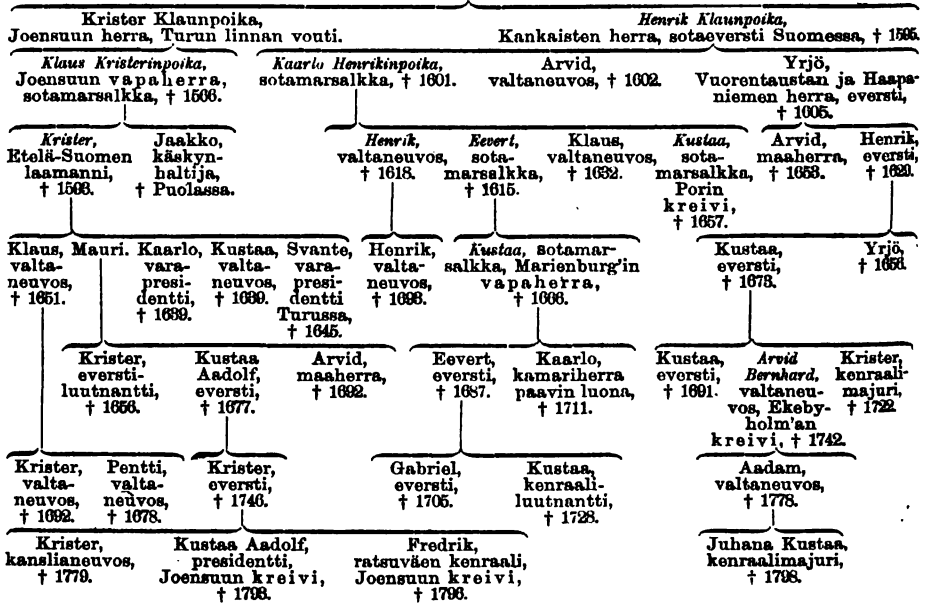 Krister Klaunpoika,
Joensuun herra, Turun linnan vouti.
Henrik Klaunpoika,
Kankaisten herra, sotaeversti Suomessa, † 1595.
Klaus Kristerinpoika,
Joensuun vapaherra,
sotamarsalkka, † 1566.
Kaarlo Henrikinpoika,
sotamarsalkka, † 1601.
Arvid,
valtaneuvos, † 1602.
Yrjö,
Vuorentaustan ja Haapa-
niemen herra, eversti,
† 1605.
Krister,
Etelä-Suomen
laamanni,
†
Jaakko,
käskyn-
haltija,
† Puolassa.
Henrik,
valtaneuvos,
† 1618.
Eevert,
sota-
marsalkka,
† 1615.
Klaus,
valtaneuvos,
† 1632.
Kustaa,
sota-
marsalkka,
Porin
kreivi,
† 1657.
Arvid,
maaherra,
† 1653.
Henrik,
eversti,
† 1629.
Klaus,
valta-
neuvos,
† 1651.
Mauri.
Kaarlo,
vara-
presi-
dentti,
†
Kustaa,
valta-
neuvos,
†
Svante,
vara-
presi-
dentti
Turussa,
† 1645.
Henrik,
valta-
neuvos,
† 1693.
Kustaa, sotamar-
salkka, Marienburg'in
vapaherra,
† 1666.
Kustaa,
eversti,
† 1673.
Yrjö,
† 1656.
Krister,
eversti-
luutnantti,
† 1656.
Kustaa
Aadolf,
eversti,
† 1677.
Arvid,
maaherra,
† 1692.
Eevert,
eversti,
† 1687.
Kaarlo,
kamariherra
paavin luona,
† 1711.
Kustaa,
eversti,
† 1691.
Arvid
Bernhard,
valtaneu-
vos, Ekeby-
holm'an
kreivi, † 1742.
Krister,
kenraali-
majuri,
† 1722.
Krister,
valta-
neuvos,
† 1692.
Pentti,
valta-
neuvos,
† 1678.
Krister,
eversti,
† 1746.
Gabriel,
eversti,
† 1705.
Kustaa,
kenraali-
luutnantti,
† 1728.
Aadam,
valtaneuvos,
† 1778.
Krister,
kanslianeuvos,
† 1779.
Kustaa Aadolf,
presidentti,
Joensuun kreivi,
† 1793.
Fredrik,
ratsuväen kenraali,
Joensuun kreivi,
† 1796.
Juhana Kustaa,
kenraalimajuri,
† 1798.